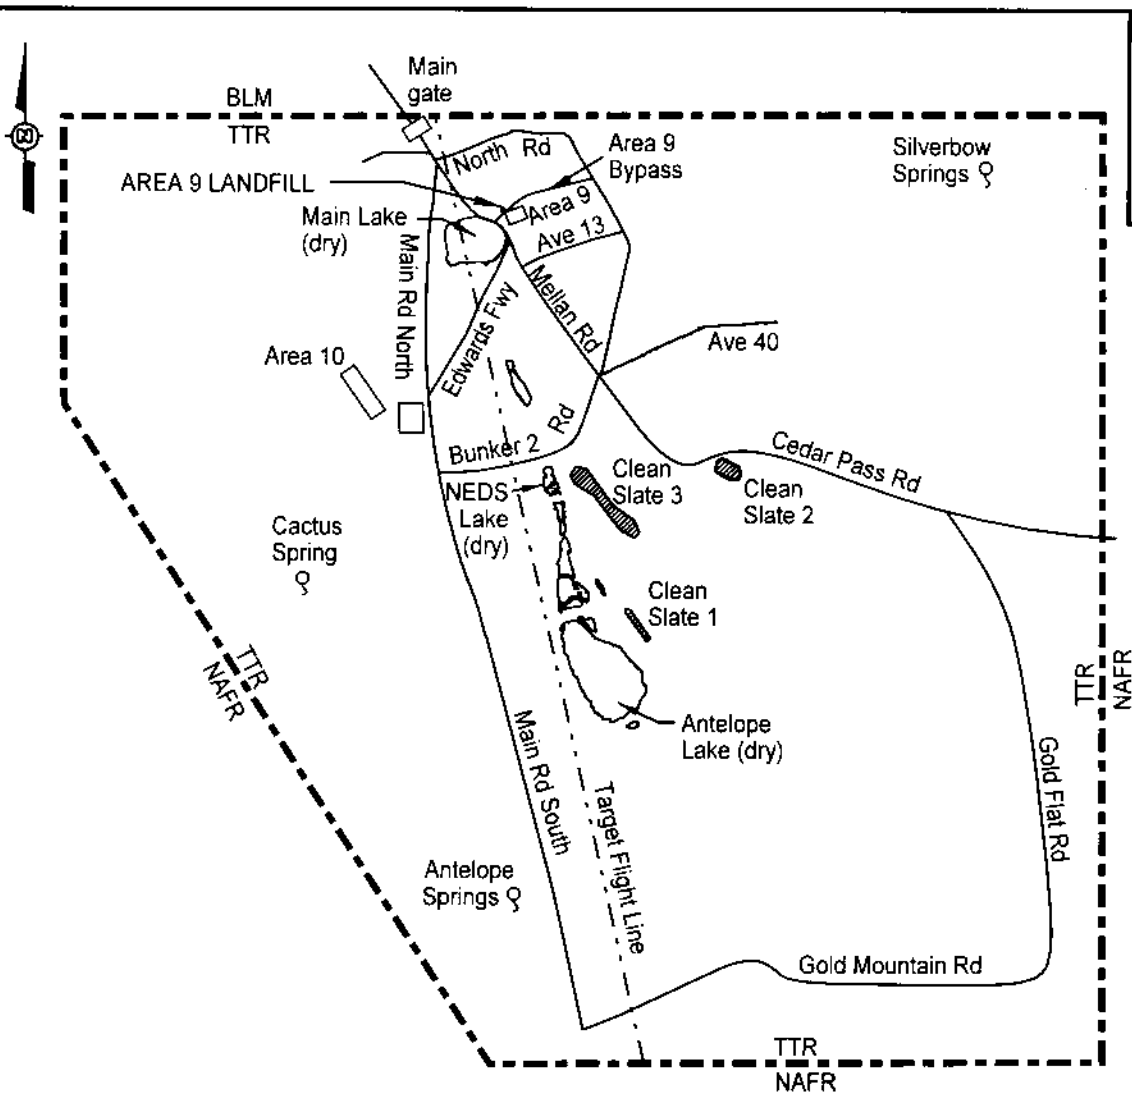 Main
gate
BLM
TTR
North Rd
Area 9
Bypass
Silverbow
Springs
AREA 9 LANDFILL
Area 9
Main Lake
(dry)
Ave 13
Main Rd North
Edwards Fwy
Mellan Rd
Ave 40
Area 10
Bunker 2 Rd
Cedar Pass Rd
Clean
Slate 3
Clean
Slate 2
NEDS
Lake
(dry)
Cactus
Spring
Clean
Slate 1
TTR
NAFR
TTR
NAFR
Antelope
Lake (dry)
Main Rd South
Target Flight Line
Gold Flat Rd
Antelope
Springs
Gold Mountain Rd
TTR
NAFR